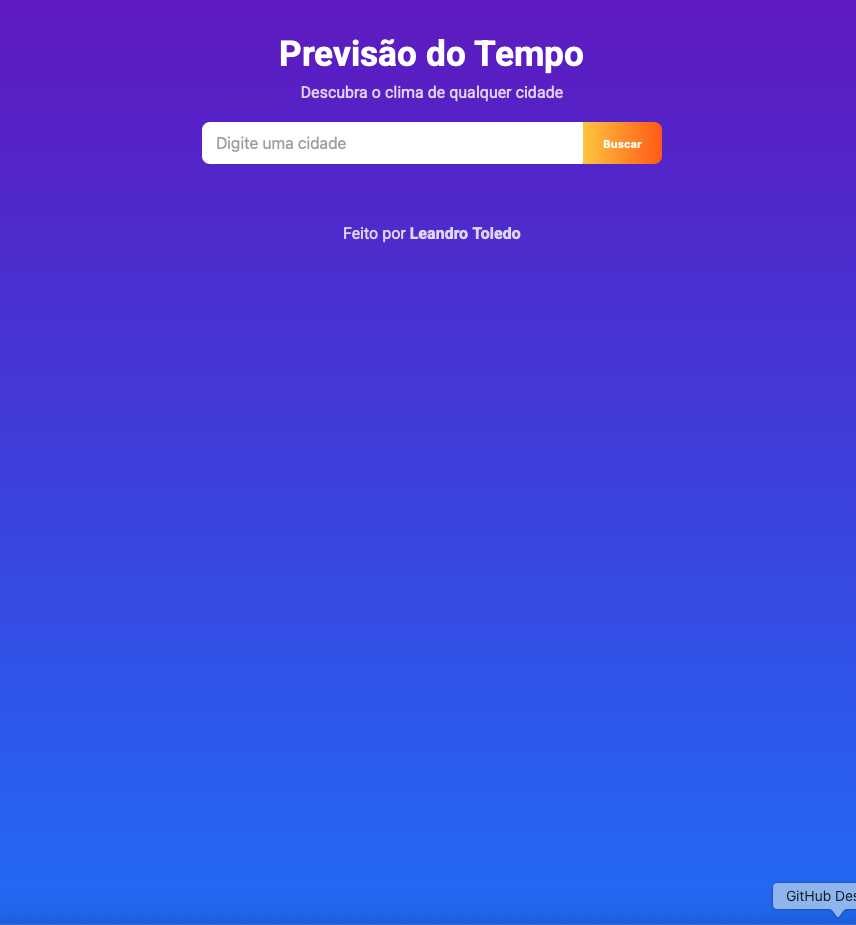 Previsão do Tempo
Descubra o clima de qualquer cidade
Digite uma cidade
Buscar
Feito por Leandro Toledo
GitHub Des